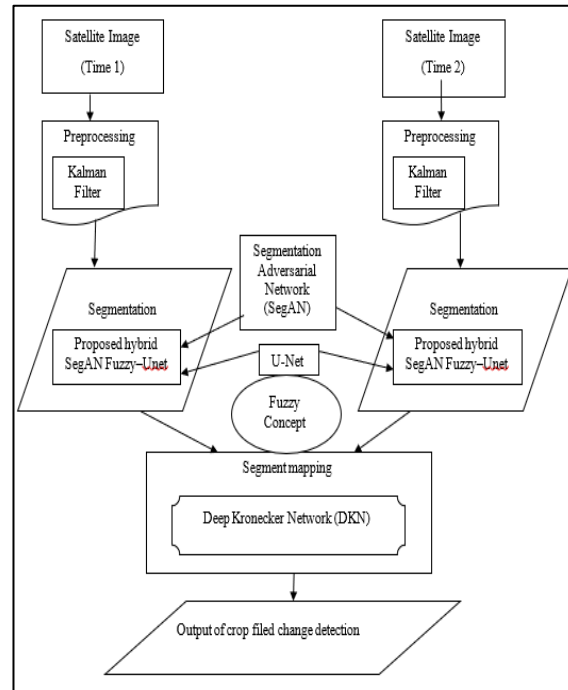 Satellite Image
(Time 1)
Satellite Image
(Time 2)
Preprocessing
Kalman
Filter
Preprocessing
Kalman
Filter
Segmentation
Adversarial
Network
(SegAN)
Segmentation
Proposed hybrid
SegAN Fuzzy–Unet
Segmentation
Proposed hybrid
SegAN Fuzzy–Unet
U-Net
Fuzzy
Concept
Segment mapping
Deep Kronecker Network (DKN)
Output of crop filed change detection